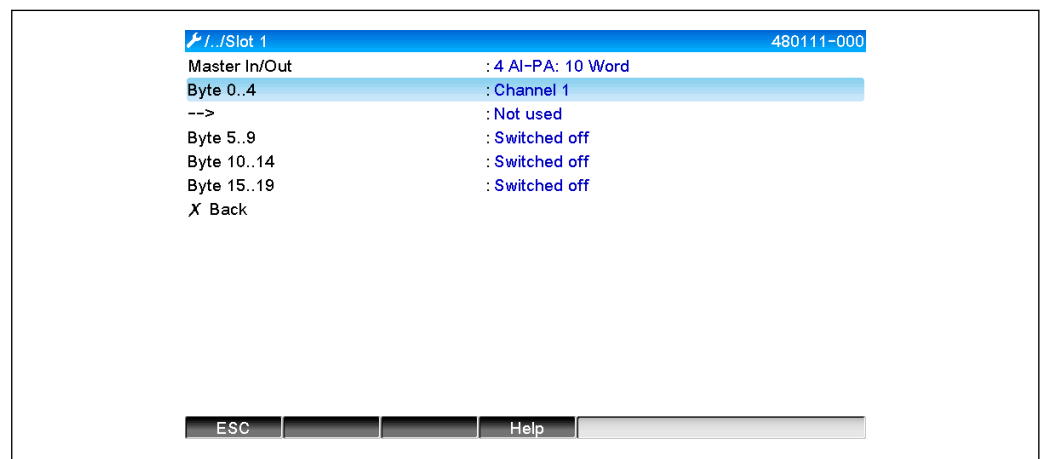 /../Slot 1 480111-000
Master In/Out : 4 AI-PA: 10 Word
Byte 0..4 : Channel 1
--> : Not used
Byte 5..9 : Switched off
Byte 10..14 : Switched off
Byte 15..19 : Switched off
X Back
ESC Help